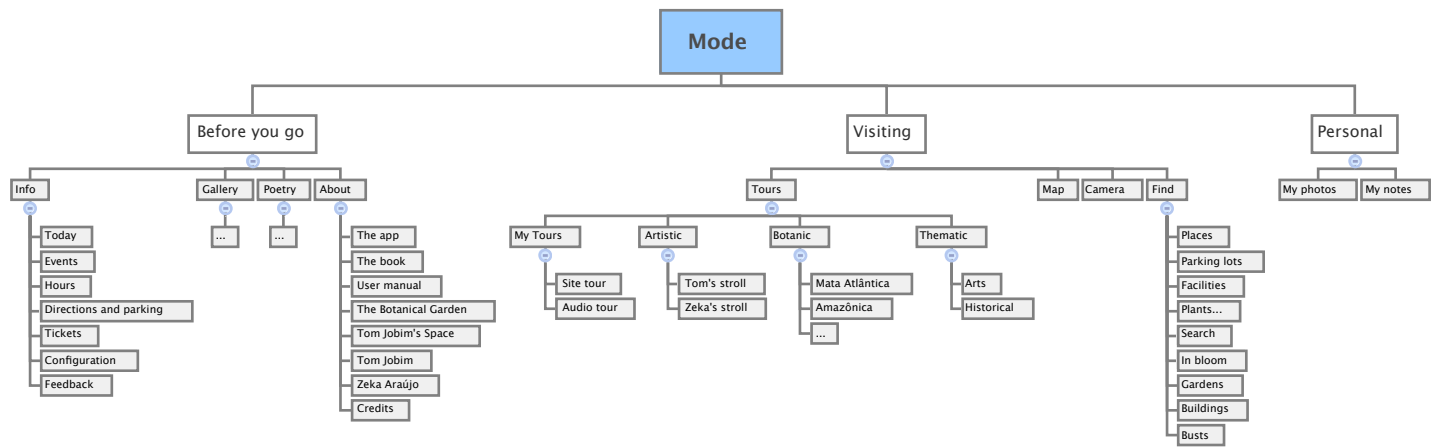 Mode
Before you go
Visiting
Personal
Info
Gallery
Poetry
About
Tours
Map
Camera
Find
My photos
My notes
Today
Events
Hours
Directions and parking
Tickets
Configuration
Feedback
...
...
The app
The book
User manual
The Botanical Garden
Tom Jobim's Space
Tom Jobim
Zeka Araújo
Credits
My Tours
Artistic
Botanic
Thematic
Site tour
Audio tour
Tom's stroll
Zeka's stroll
Mata Atlântica
Amazônica
...
Arts
Historical
Places
Parking lots
Facilities
Plants...
Search
In bloom
Gardens
Buildings
Busts